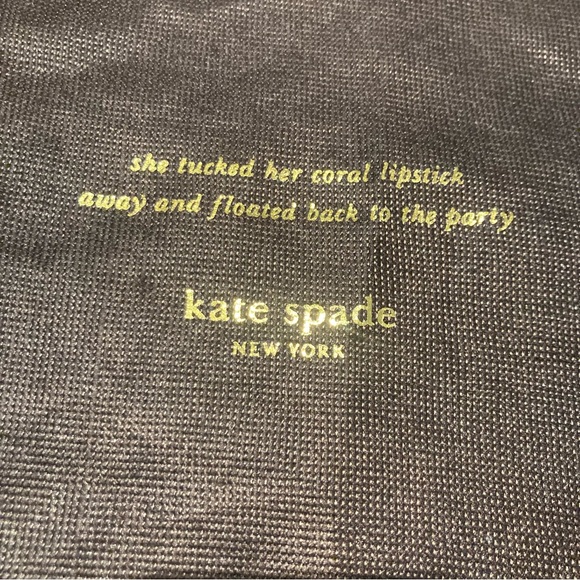 she tucked her coral lipstick
away and floated back to the party
kate spade
NEW YORK